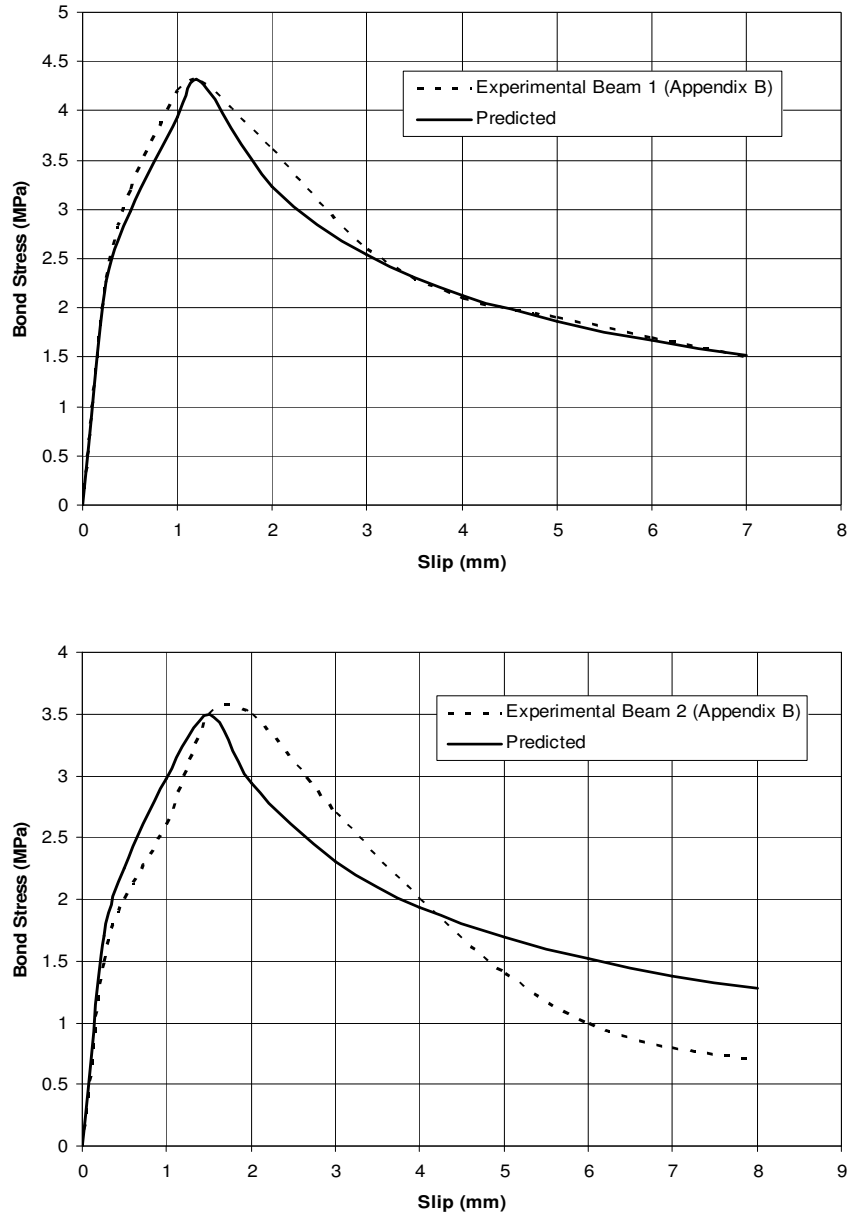 5
4.5
4
3.5
3
2.5
2
1.5
1
0.5
0
Bond Stress (MPa)
Experimental Beam 1 (Appendix B)
Predicted
0 1 2 3 4 5 6 7 8
Slip (mm)
4
3.5
3
2.5
2
1.5
1
0.5
0
Bond Stress (MPa)
Experimental Beam 2 (Appendix B)
Predicted
0 1 2 3 4 5 6 7 8 9
Slip (mm)